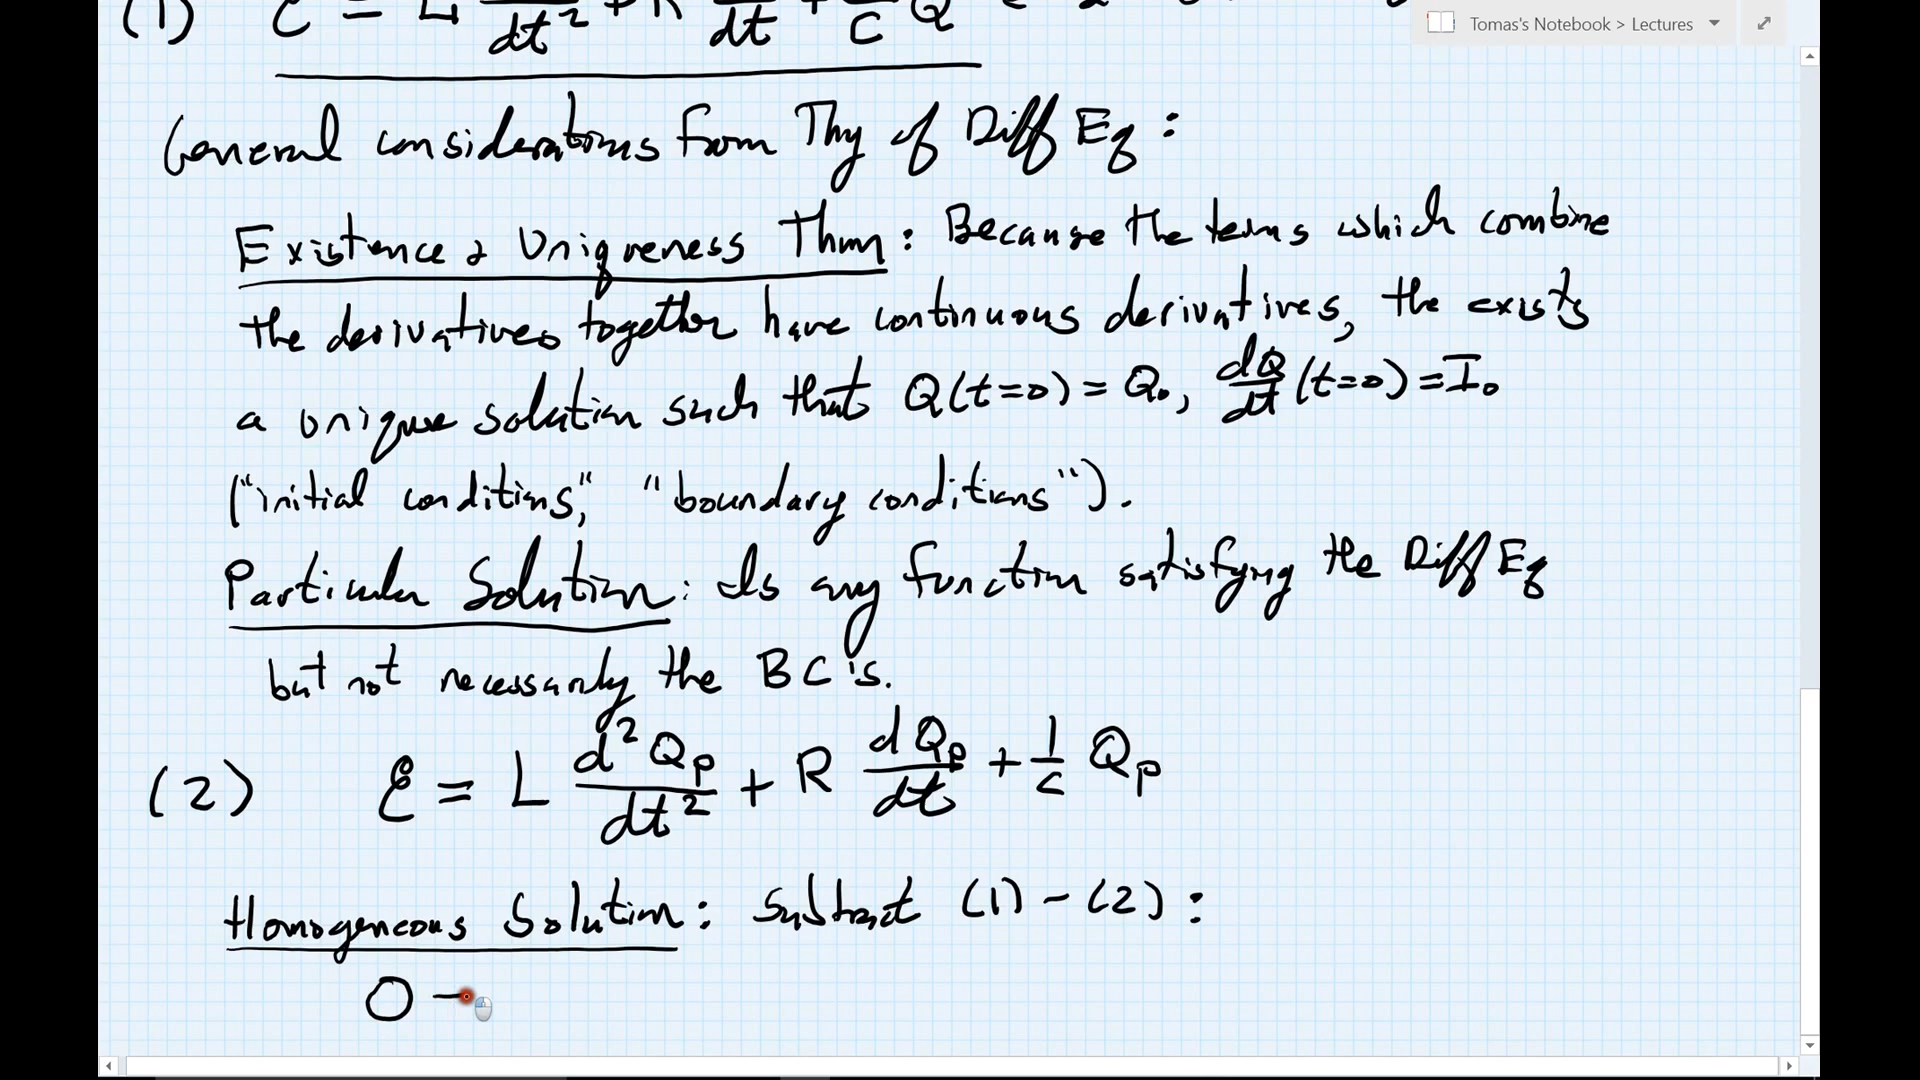 Tomas's Notebook > Lectures
(1) ℰ = L d²Q/dt² + R dQ/dt + 1/C Q
General considerations from Thy of Diff Eq:
Existence & Uniqueness Thm: Because the terms which combine
the derivatives together have continuous derivatives, the exists
a unique solution such that Q(t=0) = Q₀, dQ/dt (t=0) = I₀
("initial conditions," "boundary conditions").
Particular Solution: Is any function satisfying the Diff Eq
but not necessarily the BC's.
(2) ℰ = L d²Qp/dt² + R dQp/dt + 1/C Qp
Homogeneous Solution: Subtract (1) - (2):
0 -